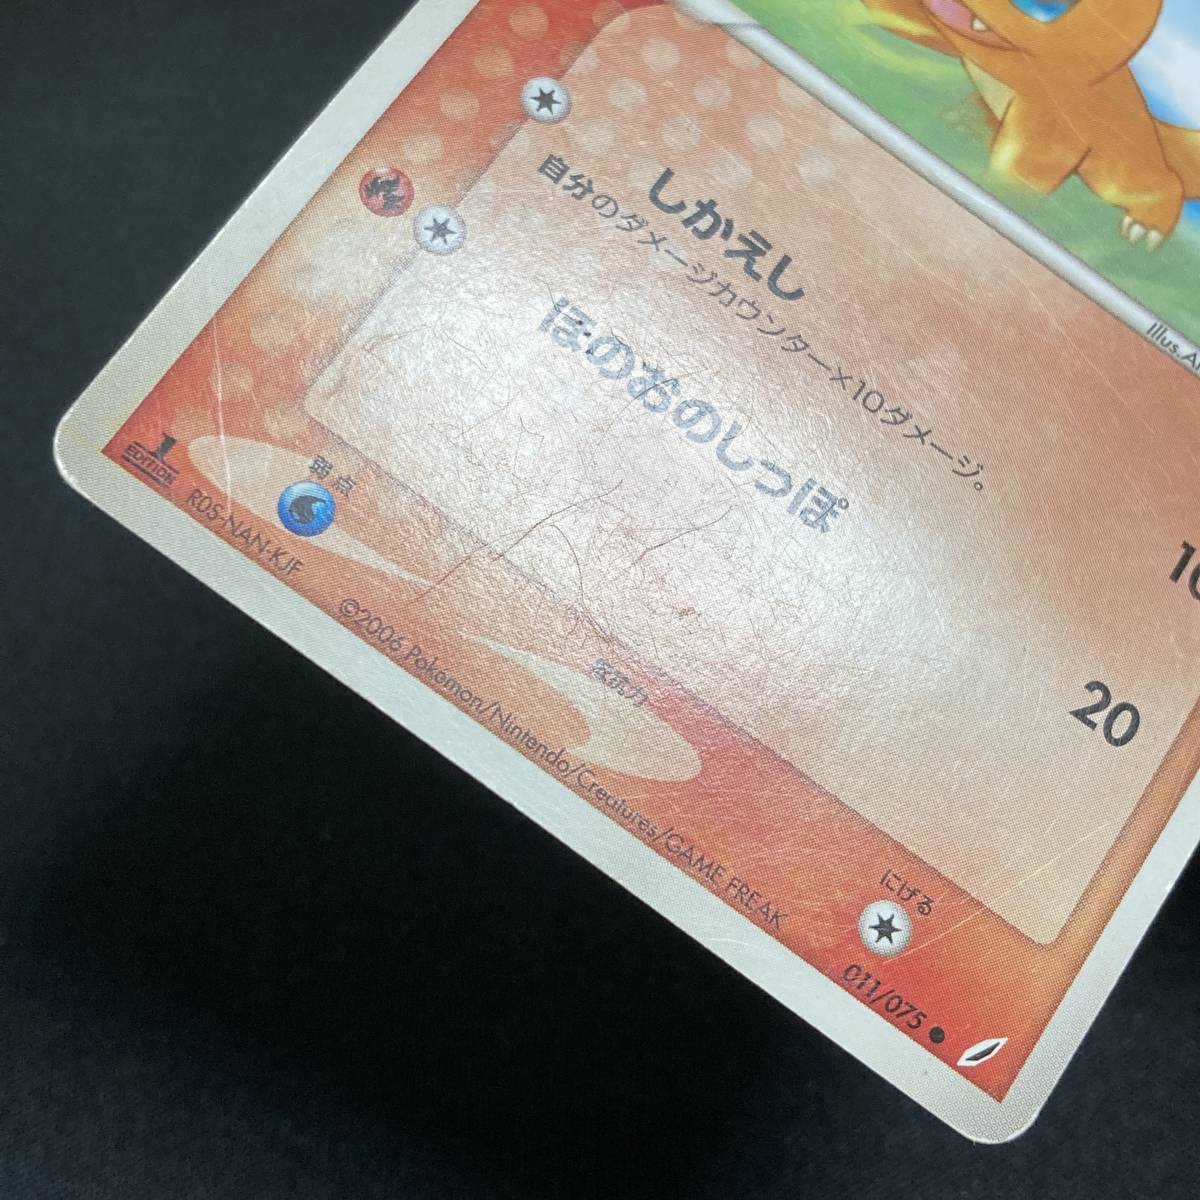 しかえし
自分のダメージカウンター×10ダメージ。
ほのおのしっぽ
20
Illus.
弱点
抵抗力
にげる
1
EDITION
RDS-NAN-KJF
©2006 Pokémon/Nintendo/Creatures/GAME FREAK
011/075